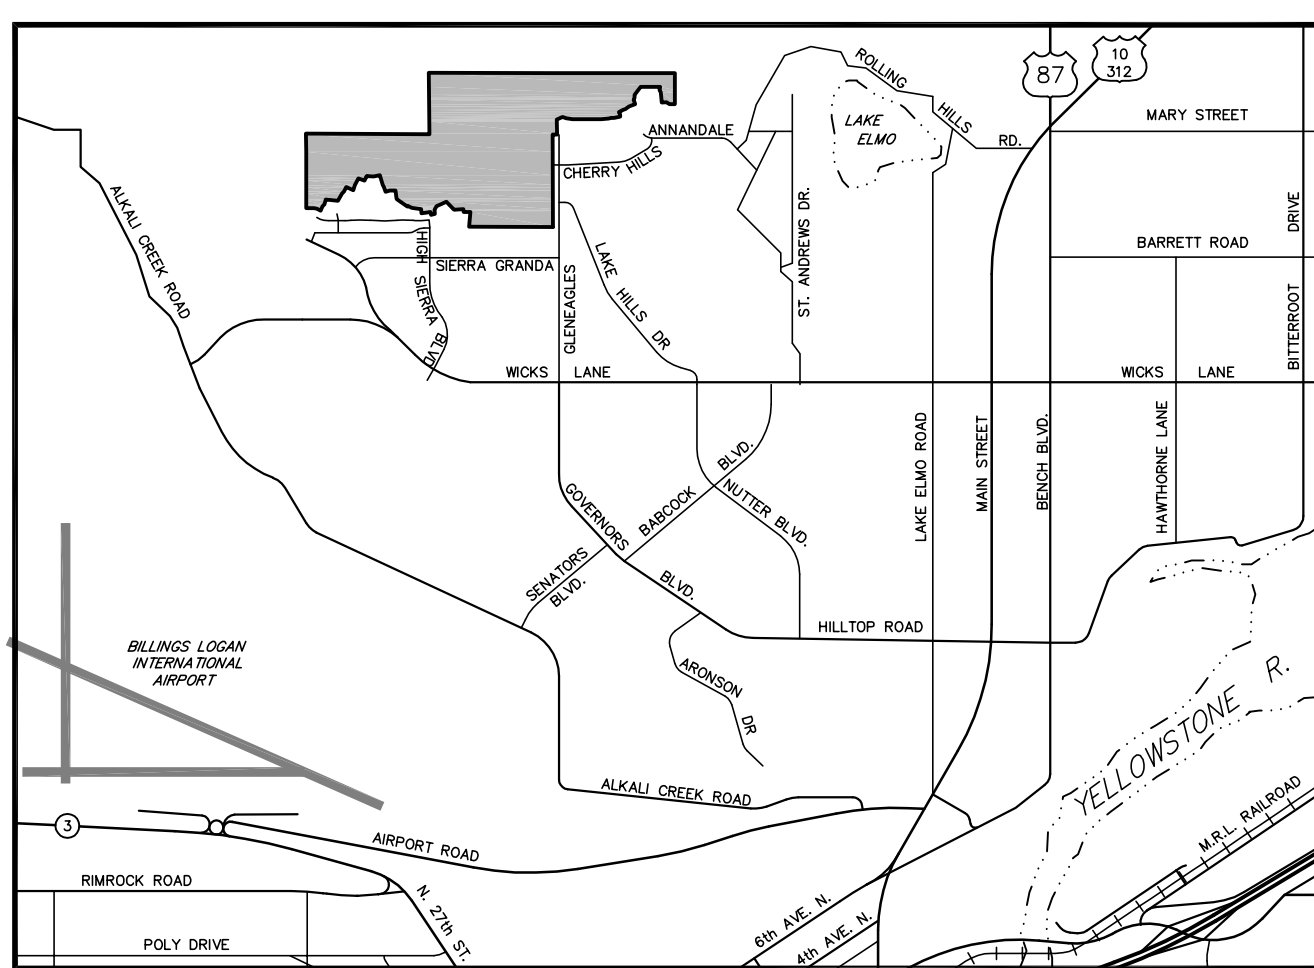 87
10
312
ROLLING
HILLS
RD.
MARY STREET
LAKE
ELMO
ANNANDALE
CHERRY HILLS
ALKALI CREEK ROAD
HIGH SIERRA BLVD
SIERRA GRANDA
GLENEAGLES
LAKE HILLS DR
ST. ANDREWS DR.
BARRETT ROAD
BITTERROOT DRIVE
WICKS LANE
WICKS LANE
LAKE ELMO ROAD
MAIN STREET
BENCH BLVD.
HAWTHORNE LANE
GOVERNORS
BLVD.
BABCOCK
BLVD.
NUTTER BLVD.
SENATORS
BLVD.
HILLTOP ROAD
ARONSON
DR
BILLINGS LOGAN
INTERNATIONAL
AIRPORT
YELLOWSTONE R.
ALKALI CREEK ROAD
M.R.L. RAILROAD
3
AIRPORT ROAD
RIMROCK ROAD
N. 27th ST.
POLY DRIVE
6th AVE. N.
4th AVE. N.